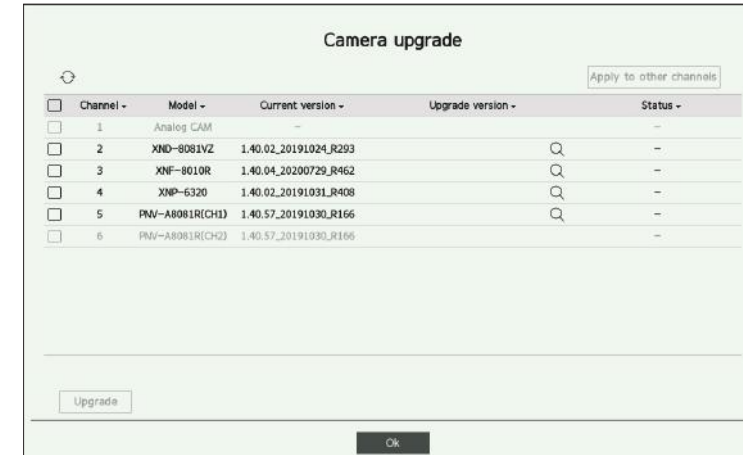 Camera upgrade
Apply to other channels
Channel Model Current version Upgrade version Status
1 Analog CAM - -
2 XND-8081VZ 1.40.02_20191024_R293 -
3 XNF-8010R 1.40.04_20200729_R462 -
4 XNP-6320 1.40.02_20191031_R408 -
5 PNV-A8081R(CH1) 1.40.57_20191030_R166 -
6 PNV-A8081R(CH2) 1.40.57_20191030_R166 -
Upgrade
Ok